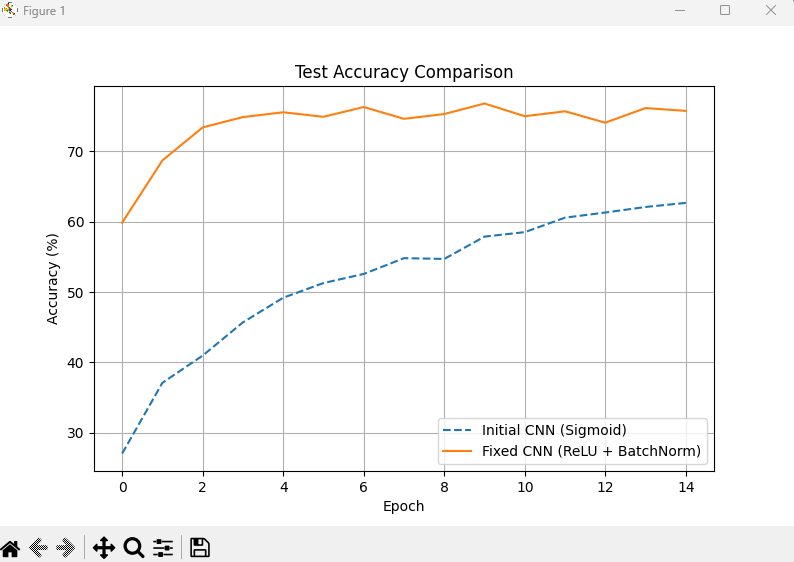 Figure 1
Test Accuracy Comparison
70
60
50
40
30
Accuracy (%)
Initial CNN (Sigmoid)
Fixed CNN (ReLU + BatchNorm)
0 2 4 6 8 10 12 14
Epoch